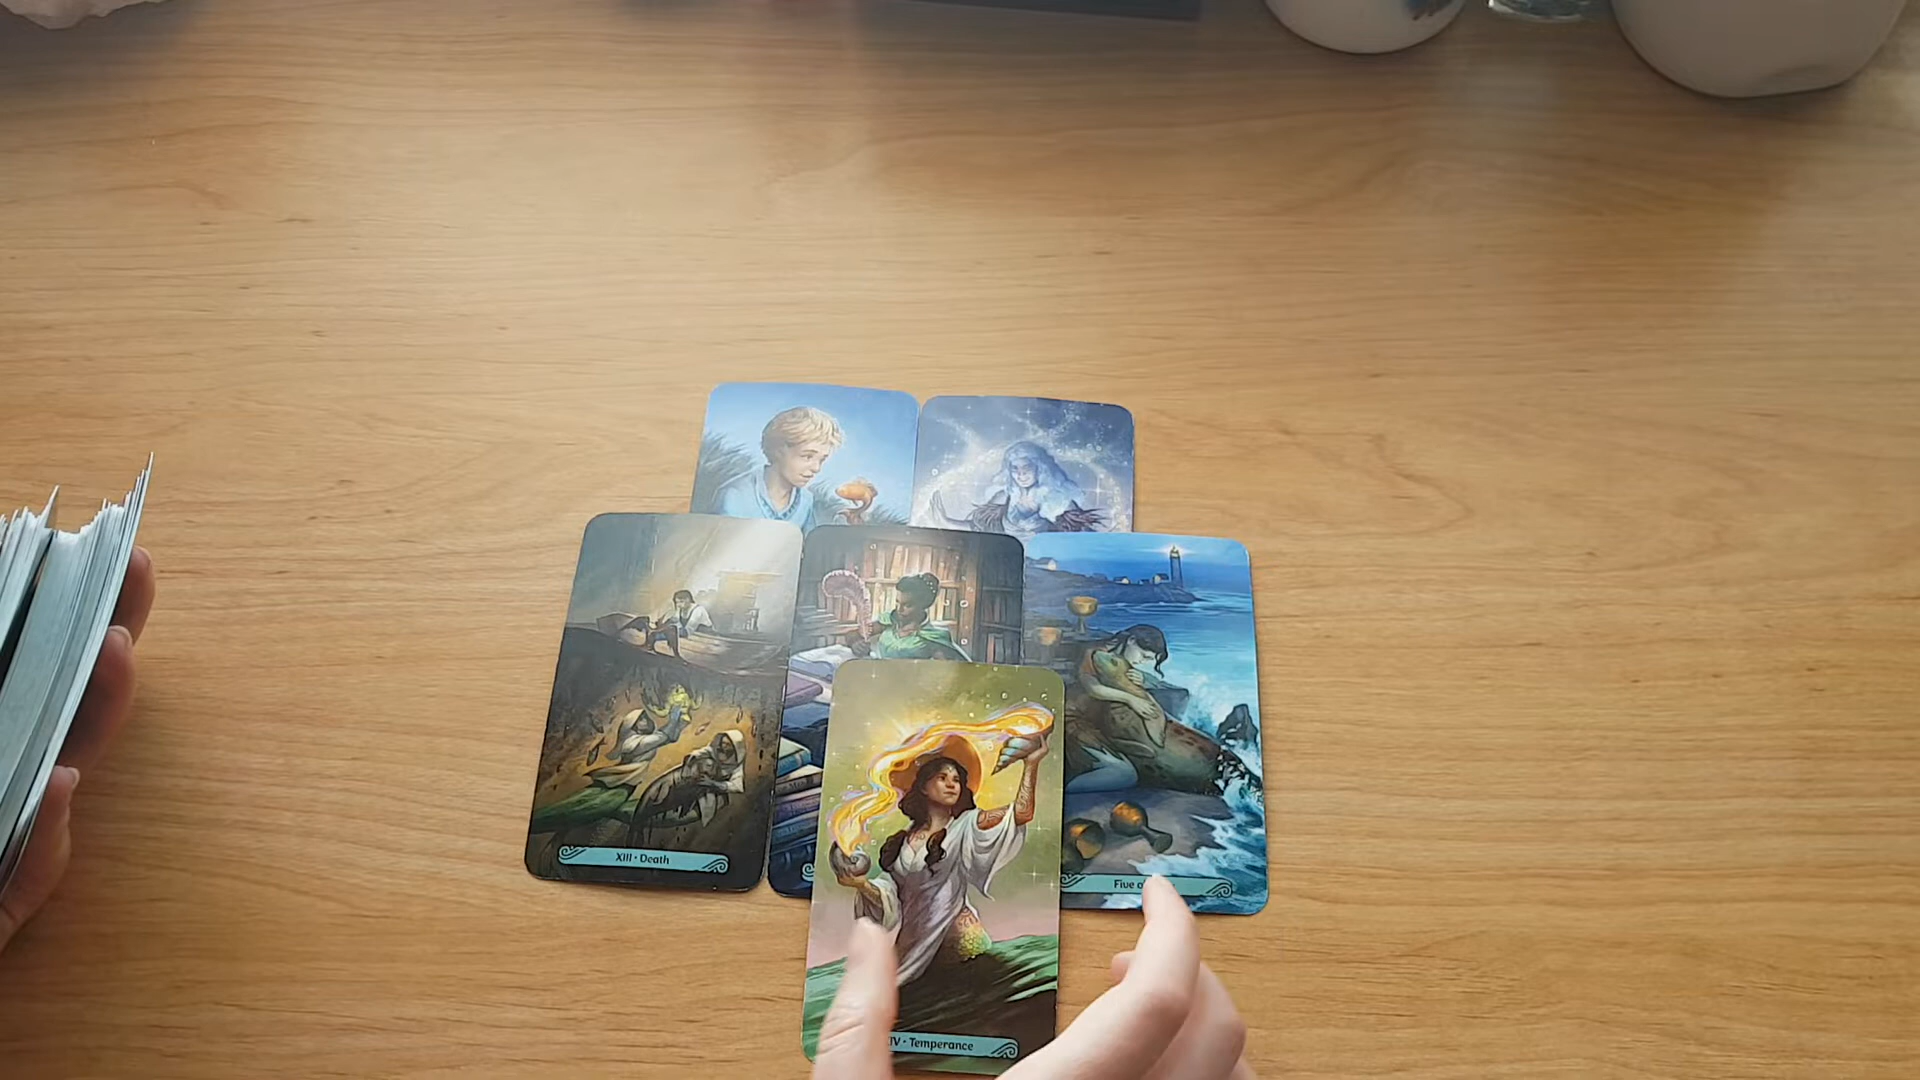 XIII • Death
Five
IV • Temperance